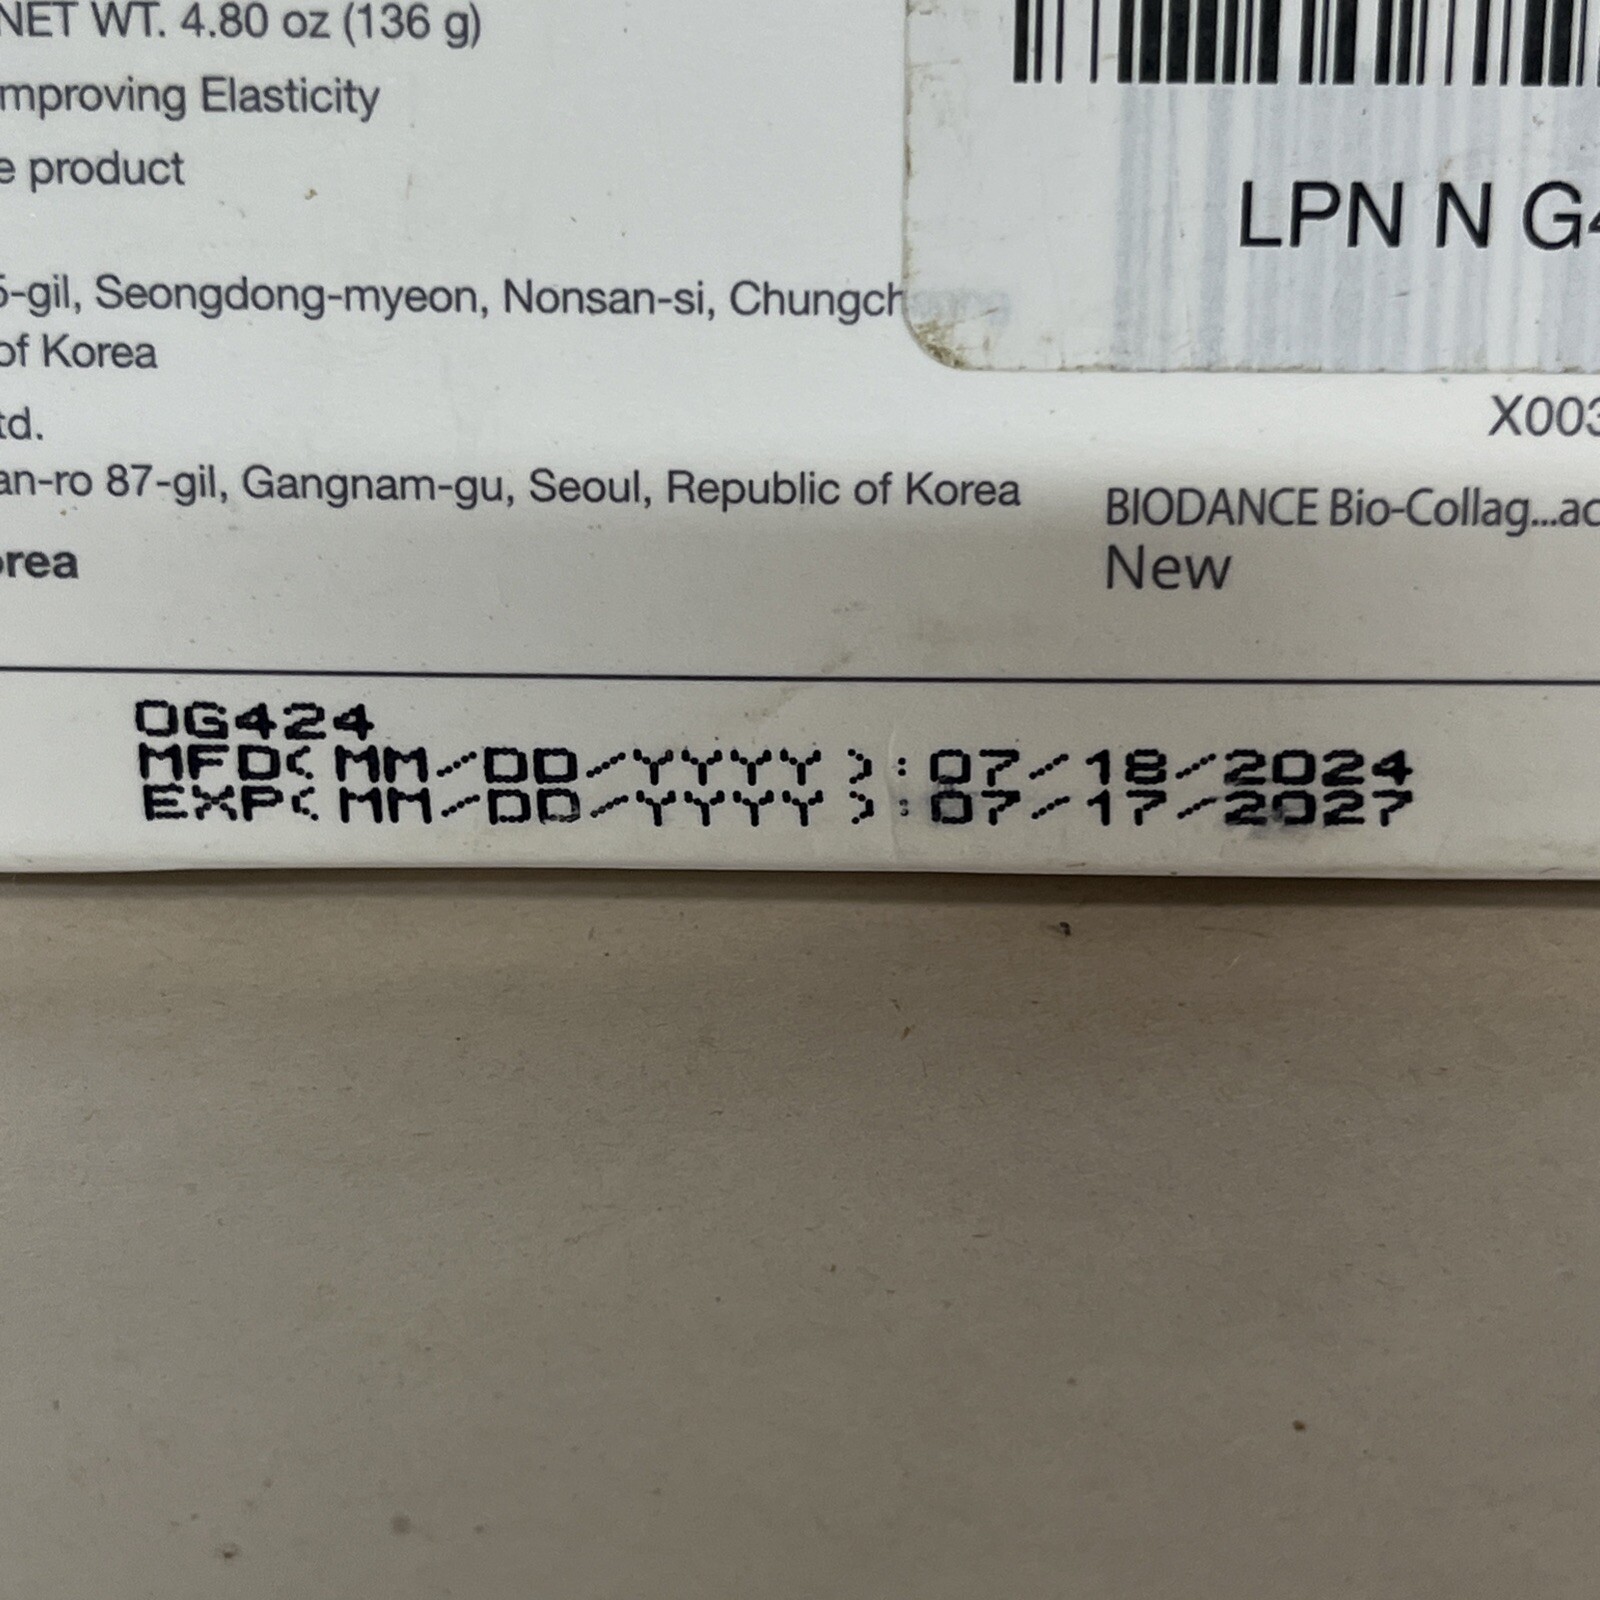 NET WT. 4.80 oz (136 g)
mproving Elasticity
e product
LPN N G4
5-gil, Seongdong-myeon, Nonsan-si, Chungch
of Korea
X003
td.
an-ro 87-gil, Gangnam-gu, Seoul, Republic of Korea
BIODANCE Bio-Collag...ac
New
orea
OG424
MFD(MM/DD/YYYY):07/18/2024
EXP(MM/DD/YYYY):07/17/2027